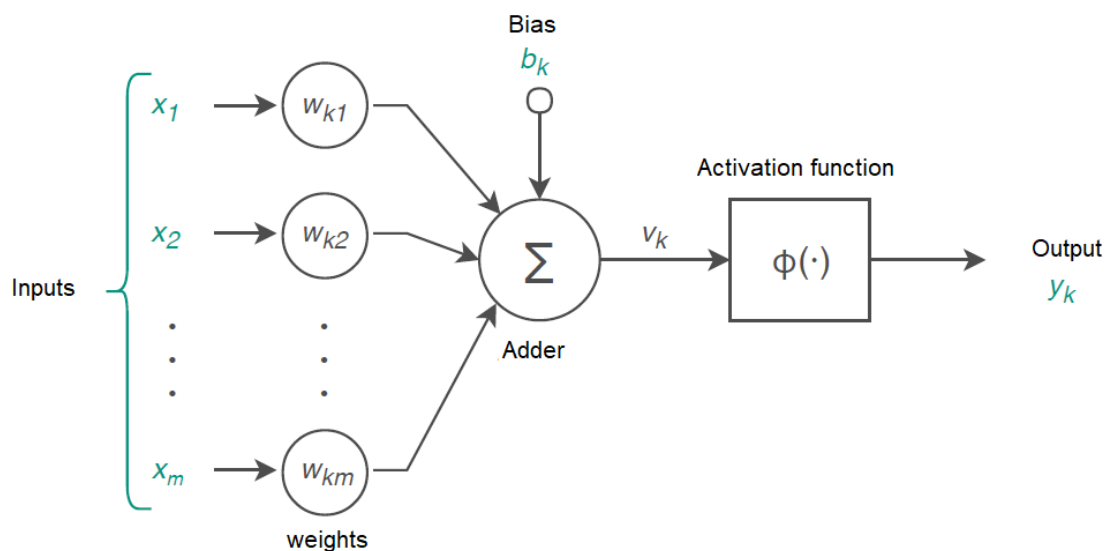 Bias
b_k
x_1
w_k1
Activation function
x_2
w_k2
Σ
v_k
ϕ(·)
Output
y_k
Inputs
Adder
x_m
w_km
weights